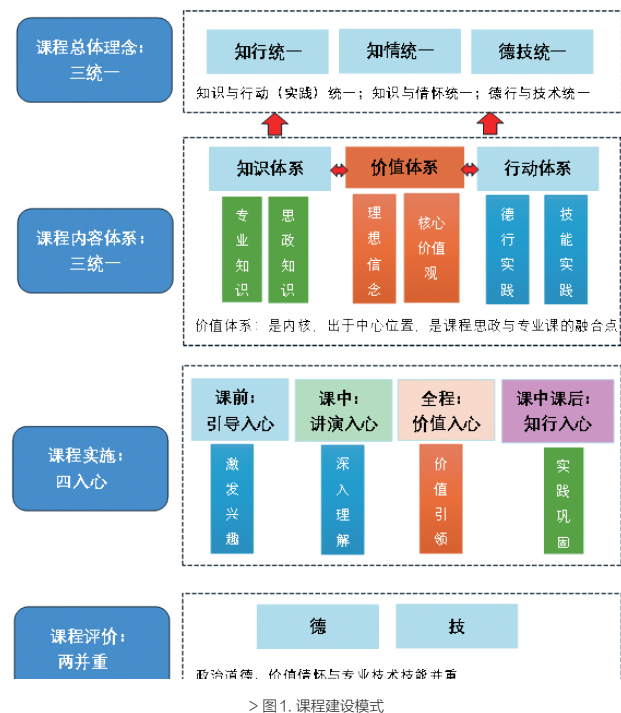 课程总体理念：
三统一
知行统一
知情统一
德技统一
知识与行动（实践）统一；知识与情怀统一；德行与技术统一
课程内容体系：
三统一
知识体系
价值体系
行动体系
专业知识
思政知识
理想信念
核心价值观
德行实践
技能实践
价值体系：是内核，出于中心位置，是课程思政与专业课的融合点
课程实施：
四入心
课前：
引导入心
课中：
讲演入心
全程：
价值入心
课中课后：
知行入心
激发兴趣
深入理解
价值引领
实践巩固
课程评价：
两并重
德
技
政治道德、价值情怀与专业技术技能并重
>图1. 课程建设模式